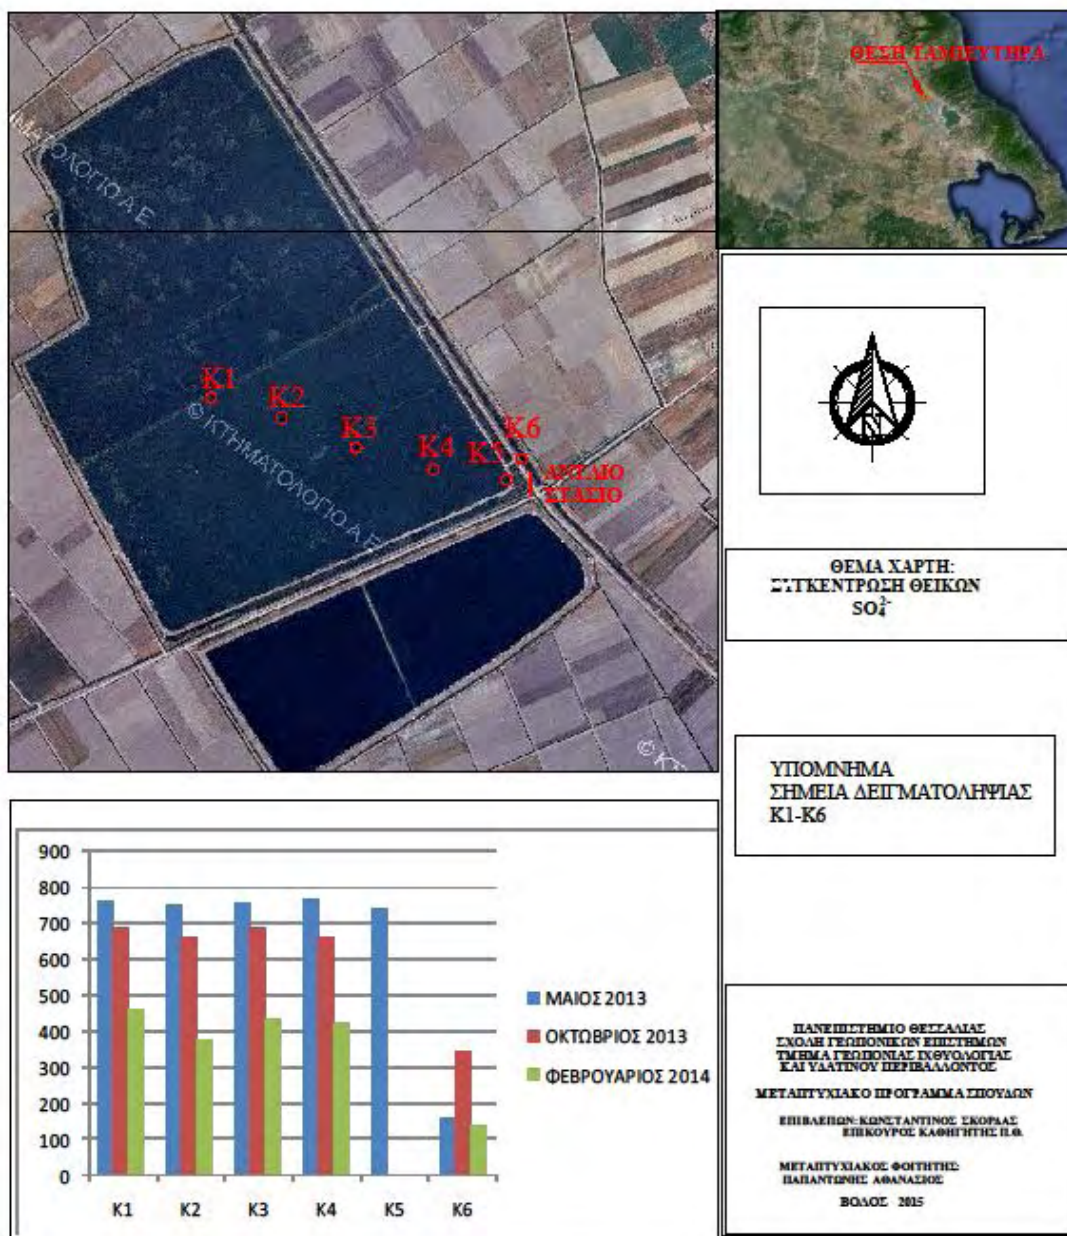 ΘΕΣΗ ΤΑΜΙΕΥΤΗΡΑ
ΤΟΛΟΓΙΟ Α Ε
K1
K2
K3
K4
K5
K6
© ΚΤΗΜΑΤΟΛΟΓΙΟ Α Ε
ΑΝΤΛΙΟ
ΣΤΑΣΙΟ
N
ΘΕΜΑ ΧΑΡΤΗ:
ΣΥΓΚΕΝΤΡΩΣΗ ΘΕΙΚΩΝ
SO₄²⁻
ΥΠΟΜΝΗΜΑ
ΣΗΜΕΙΑ ΔΕΙΓΜΑΤΟΛΗΨΙΑΣ
K1-K6
900
800
700
600
500
400
300
200
100
0
K1 K2 K3 K4 K5 K6
ΜΑΙΟΣ 2013
ΟΚΤΩΒΡΙΟΣ 2013
ΦΕΒΡΟΥΑΡΙΟΣ 2014
ΠΑΝΕΠΙΣΤΗΜΙΟ ΘΕΣΣΑΛΙΑΣ
ΣΧΟΛΗ ΓΕΩΠΟΝΙΚΩΝ ΕΠΙΣΤΗΜΩΝ
ΤΜΗΜΑ ΓΕΩΠΟΝΙΑΣ ΙΧΘΥΟΛΟΓΙΑΣ
ΚΑΙ ΥΔΑΤΙΝΟΥ ΠΕΡΙΒΑΛΛΟΝΤΟΣ
ΜΕΤΑΠΤΥΧΙΑΚΟ ΠΡΟΓΡΑΜΜΑ ΣΠΟΥΔΩΝ
ΕΠΙΒΛΕΠΩΝ: ΚΩΝΣΤΑΝΤΙΝΟΣ ΣΚΟΡΔΑΣ
ΕΠΙΚΟΥΡΟΣ ΚΑΘΗΓΗΤΗΣ Π.Θ.
ΜΕΤΑΠΤΥΧΙΑΚΟΣ ΦΟΙΤΗΤΗΣ:
ΠΑΠΑΝΤΩΝΗΣ ΑΘΑΝΑΣΙΟΣ
ΒΟΛΟΣ 2015